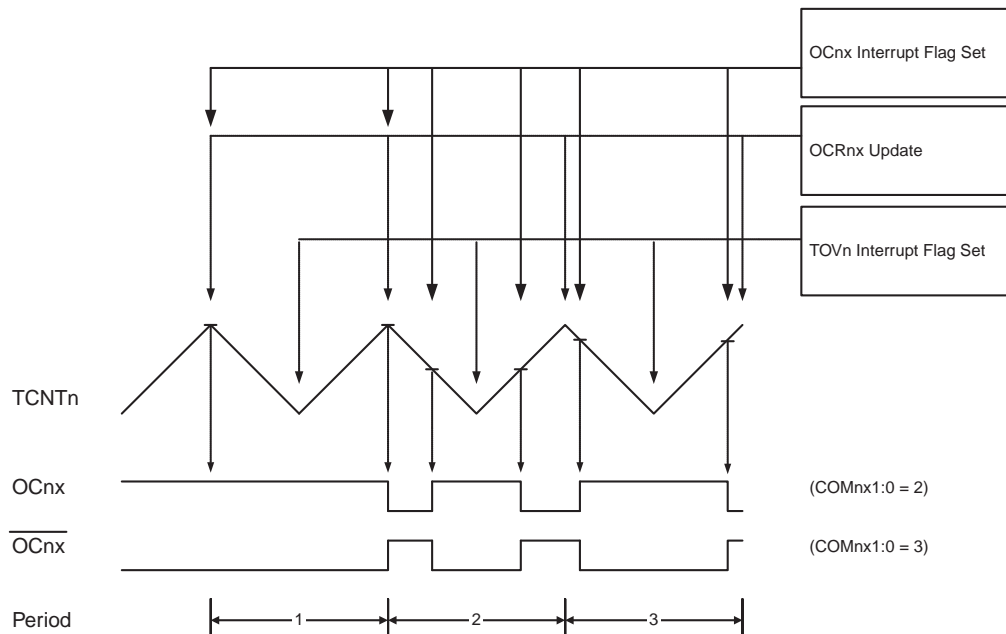 OCnx Interrupt Flag Set
OCRnx Update
TOVn Interrupt Flag Set
TCNTn
OCnx
(COMnx1:0 = 2)
OCnx
(COMnx1:0 = 3)
Period
1
2
3